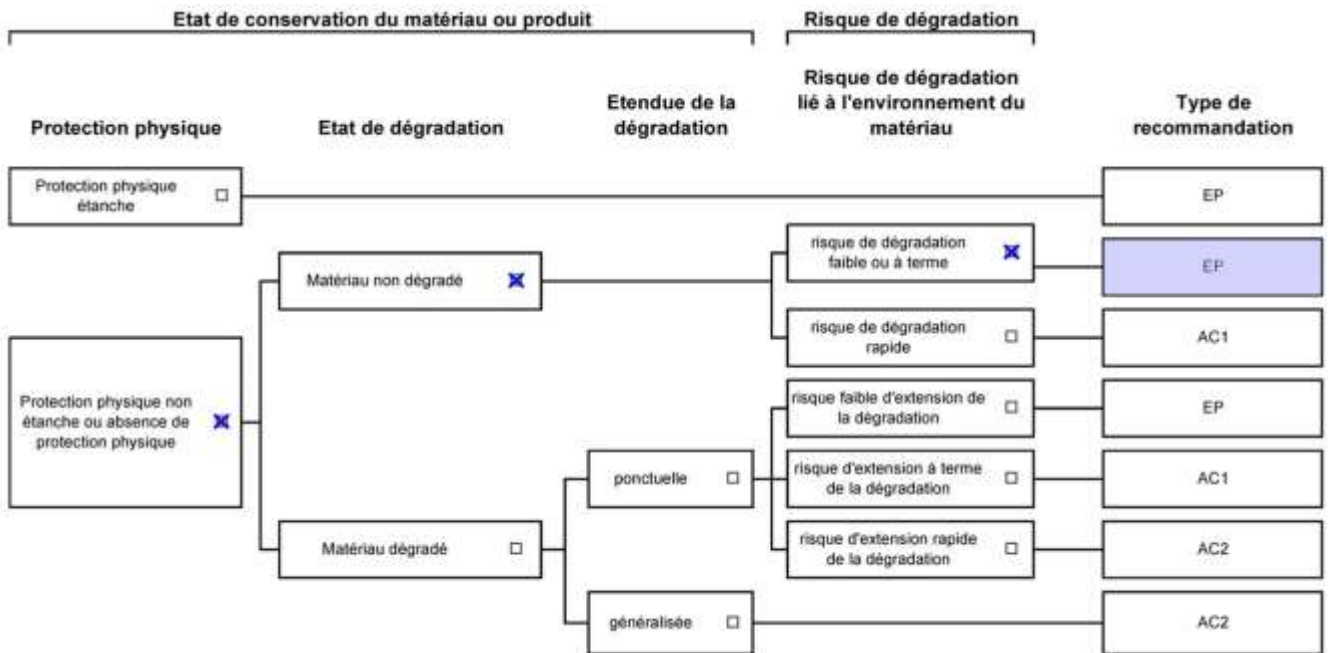 Etat de conservation du matériau ou produit
Risque de dégradation
Protection physique
Etat de dégradation
Etendue de la
dégradation
Risque de dégradation
lié à l'environnement du
matériau
Type de
recommandation
Protection physique
étanche
EP
risque de dégradation
faible ou à terme
EP
Matériau non dégradé
risque de dégradation
rapide
AC1
Protection physique non
étanche ou absence de
protection physique
risque faible d'extension de
la dégradation
EP
ponctuelle
risque d'extension à terme
de la dégradation
AC1
Matériau dégradé
risque d'extension rapide
de la dégradation
AC2
généralisée
AC2